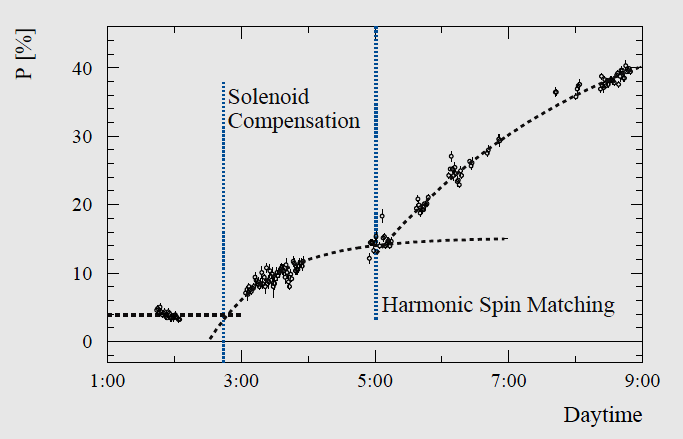 P [%]
40
30
20
10
0
Solenoid
Compensation
Harmonic Spin Matching
1:00 3:00 5:00 7:00 9:00
Daytime